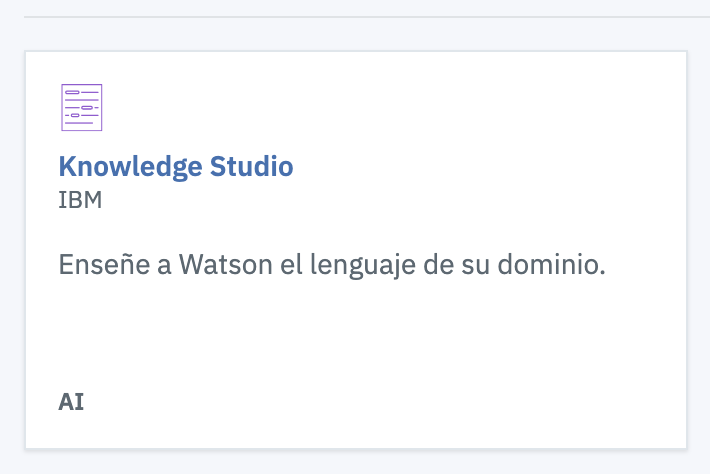 Knowledge Studio
IBM
Enseñe a Watson el lenguaje de su dominio.
AI